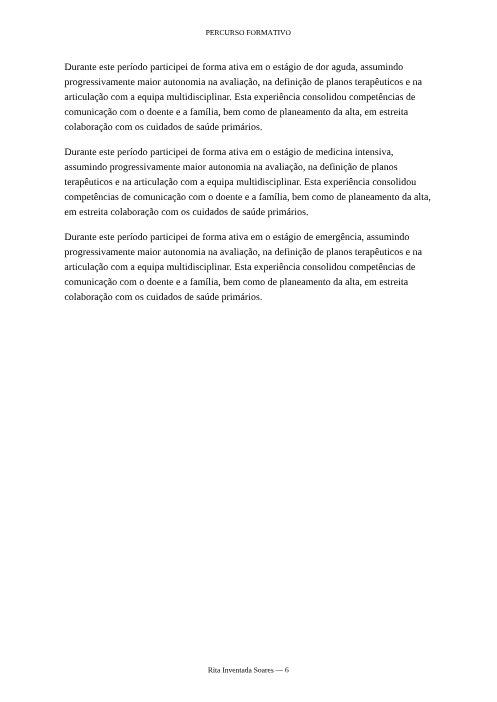 PERCURSO FORMATIVO
Durante este período participei de forma ativa em o estágio de dor aguda, assumindo
progressivamente maior autonomia na avaliação, na definição de planos terapêuticos e na
articulação com a equipa multidisciplinar. Esta experiência consolidou competências de
comunicação com o doente e a família, bem como de planeamento da alta, em estreita
colaboração com os cuidados de saúde primários.
Durante este período participei de forma ativa em o estágio de medicina intensiva,
assumindo progressivamente maior autonomia na avaliação, na definição de planos
terapêuticos e na articulação com a equipa multidisciplinar. Esta experiência consolidou
competências de comunicação com o doente e a família, bem como de planeamento da alta,
em estreita colaboração com os cuidados de saúde primários.
Durante este período participei de forma ativa em o estágio de emergência, assumindo
progressivamente maior autonomia na avaliação, na definição de planos terapêuticos e na
articulação com a equipa multidisciplinar. Esta experiência consolidou competências de
comunicação com o doente e a família, bem como de planeamento da alta, em estreita
colaboração com os cuidados de saúde primários.
Rita Inventada Soares — 6